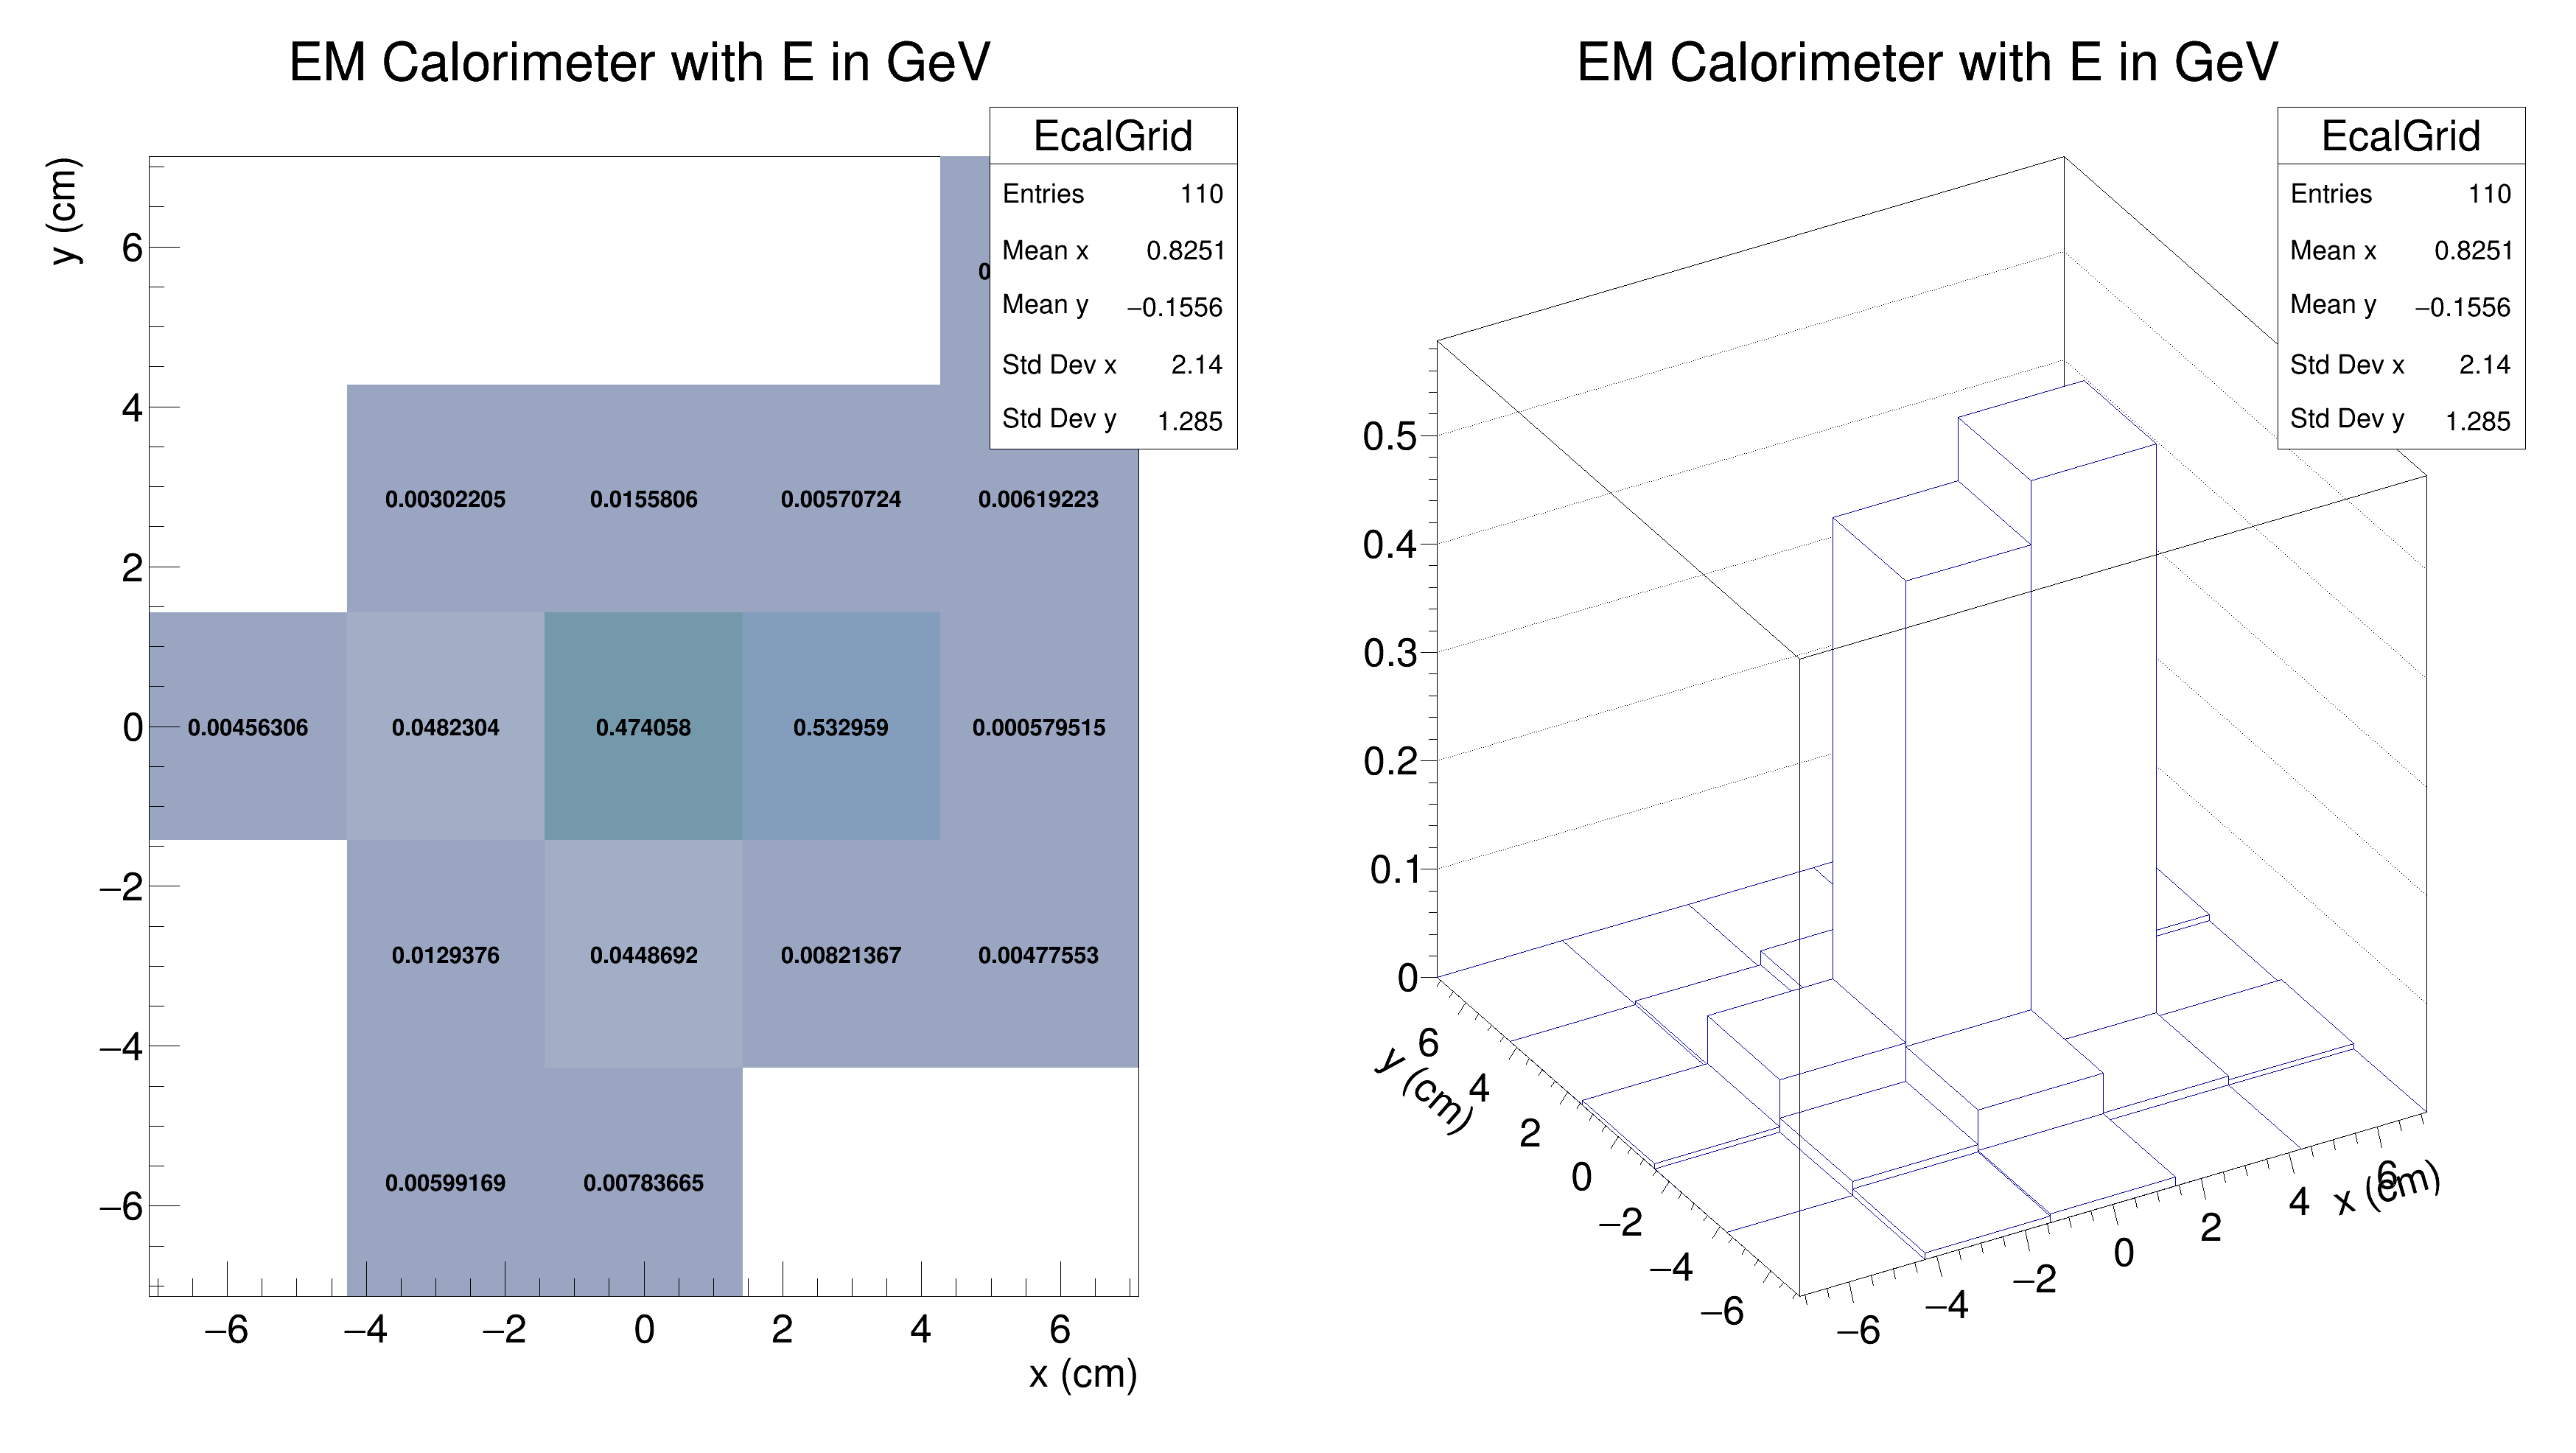 EM Calorimeter with E in GeV
EcalGrid
Entries 110
Mean x 0.8251
Mean y −0.1556
Std Dev x 2.14
Std Dev y 1.285
y (cm)
6
4
2
0
−2
−4
−6
0.00302205 0.0155806 0.00570724 0.00619223
0.00456306 0.0482304 0.474058 0.532959 0.000579515
0.0129376 0.0448692 0.00821367 0.00477553
0.00599169 0.00783665
−6 −4 −2 0 2 4 6
x (cm)
EM Calorimeter with E in GeV
EcalGrid
Entries 110
Mean x 0.8251
Mean y −0.1556
Std Dev x 2.14
Std Dev y 1.285
0.5
0.4
0.3
0.2
0.1
0
6
4
2
0
−2
−4
−6
y (cm)
−6 −4 −2 0 2 4 6
x (cm)